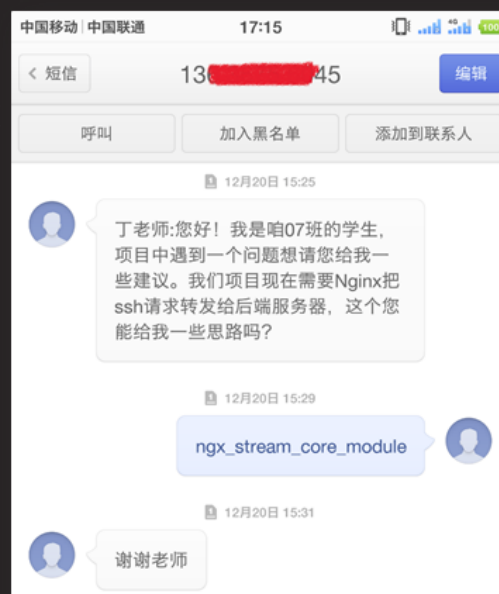 中国移动 中国联通 17:15 4G 100
短信 130 45 编辑
呼叫 加入黑名单 添加到联系人
12月20日 15:25
丁老师:您好！我是咱07班的学生，
项目中遇到一个问题想请您给我一
些建议。我们项目现在需要Nginx把
ssh请求转发给后端服务器，这个您
能给我一些思路吗?
12月20日 15:29
ngx_stream_core_module
12月20日 15:31
谢谢老师